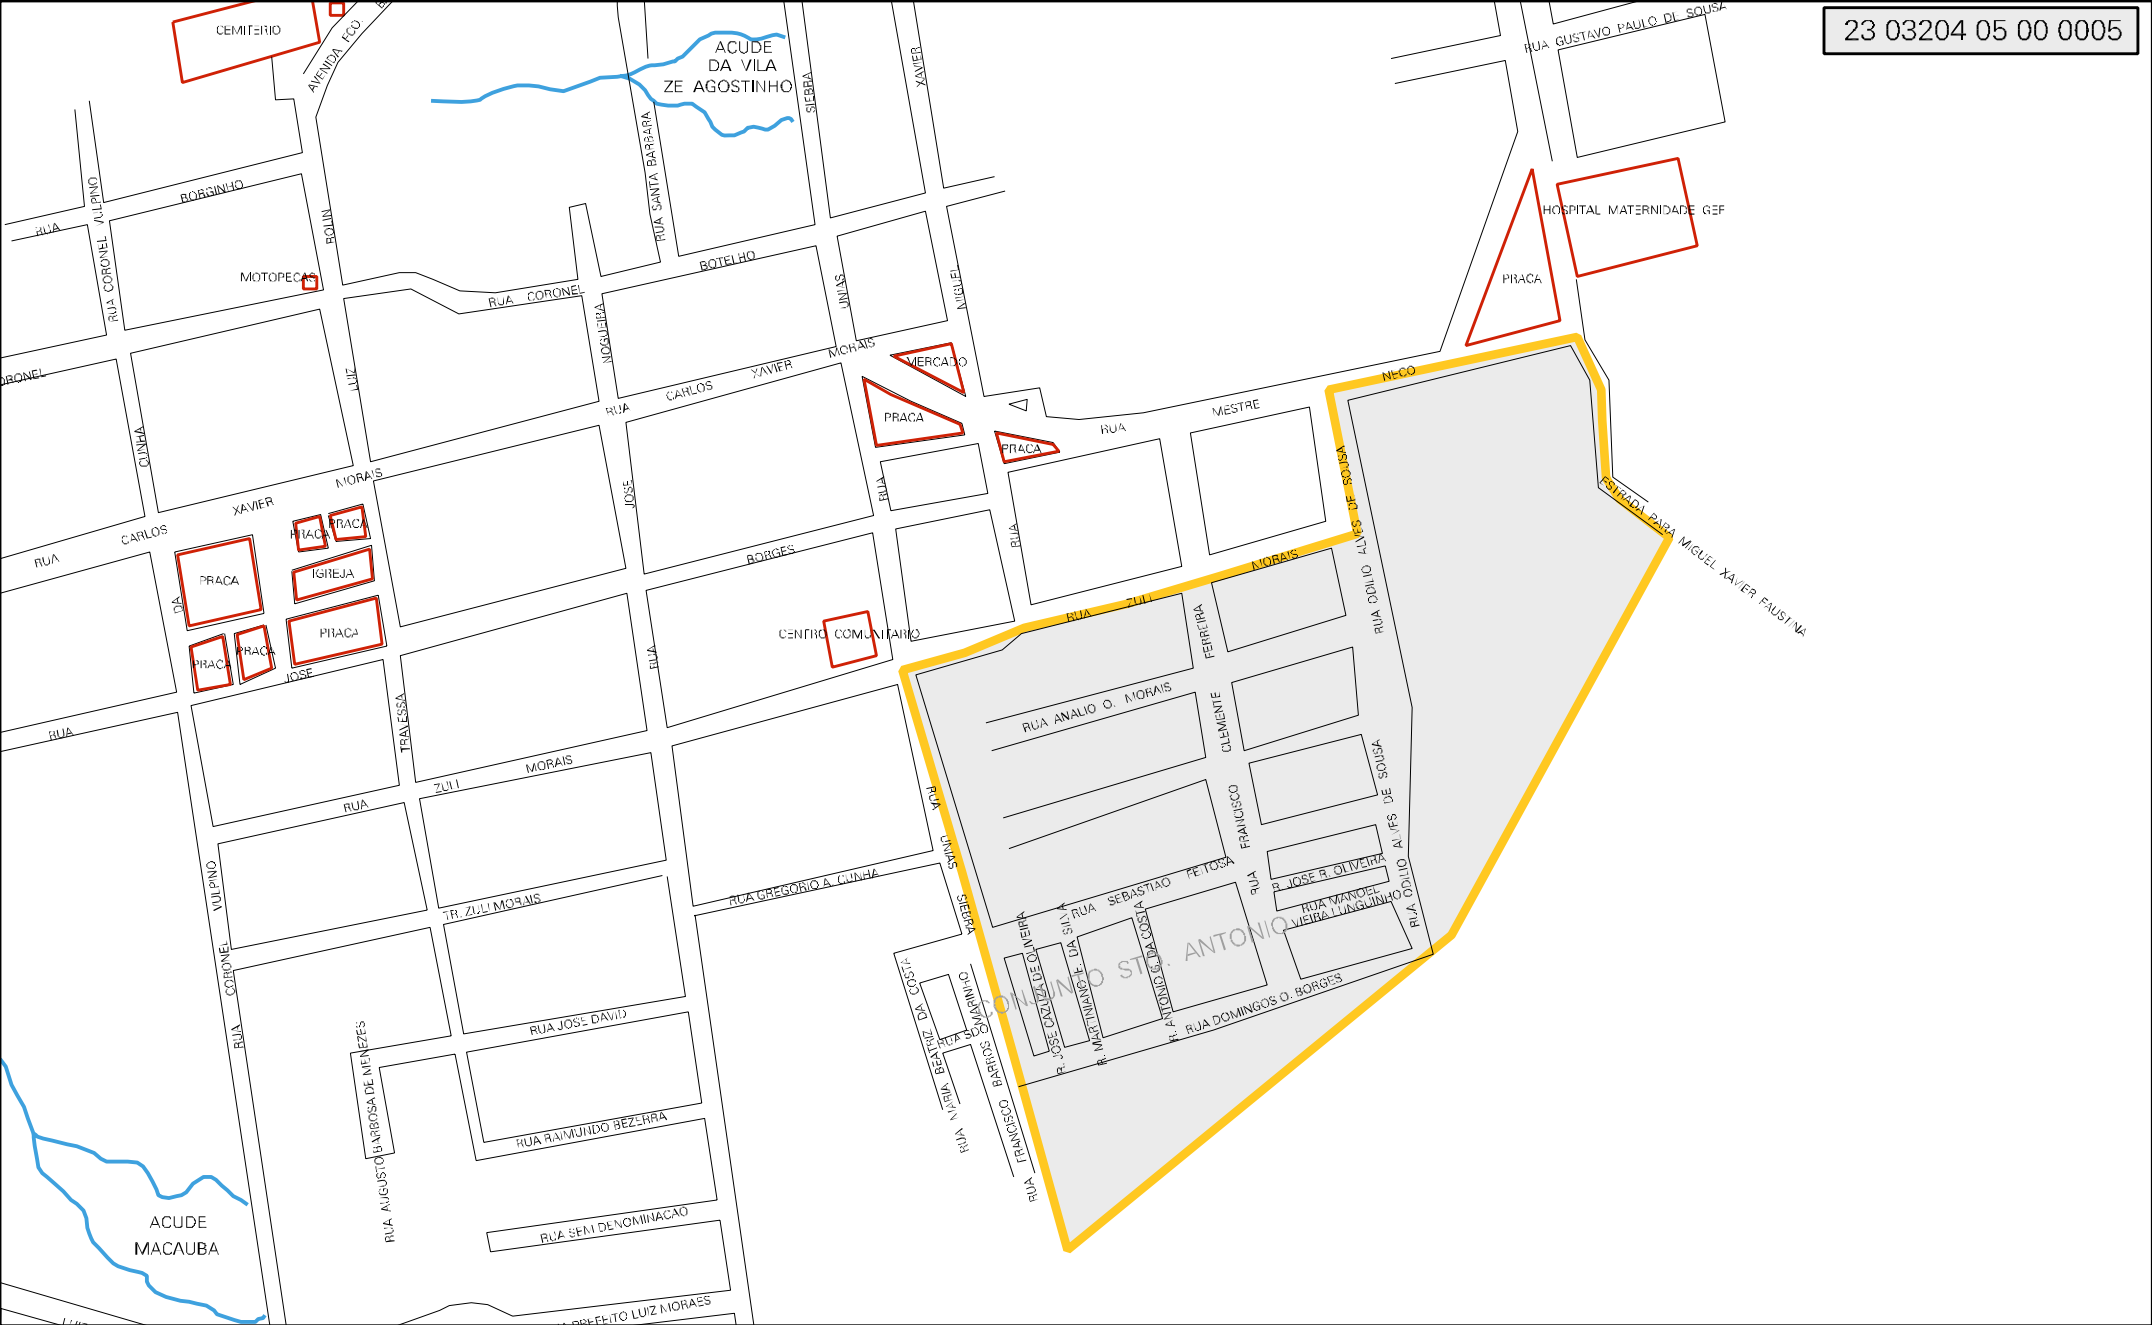 23 03204 05 00 0005
CEMITERIO
AVENIDA FCO.
ACUDE
DA VILA
ZE AGOSTINHO
SIEBRA
XAVIER
RUA GUSTAVO PAULO DE SOUSA
RUA SANTA BARBARA
RUA BORGINHO
RUA CORONEL VULPINO
BOLIN
HOSPITAL MATERNIDADE GEF
PRACA
MOTOPECAS
RUA CORONEL BOTELHO
UNIAS
MIGUEL
NOGUEIRA
LUIZ
CUNHA
MERCADO
PRACA
PRACA
RUA CARLOS XAVIER MORAIS
RUA MESTRE NECO
RUA CARLOS XAVIER MORAIS
JOSE
RUA
RUA
RUA ODILIO ALVES DE SOUSA
ESTRADA PARA MIGUEL XAVIER FAUSTINA
PRACA
PRACA
IGREJA
PRACA
PRACA
PRACA
PRACA
DA
RUA JOSE BORGES
CENTRO COMUNITARIO
RUA
RUA ZULI MORAIS
TRAVESSA
RUA ZULI MORAIS
RUA ANALIO O. MORAIS
RUA FRANCISCO CLEMENTE FERREIRA
RUA ODILIO ALVES DE SOUSA
RUA UNIAS SIEBRA
RUA GREGORIO A. CUNHA
TR. ZULI MORAIS
RUA CORONEL VULPINO
RUA SEBASTIAO FEITOSA
R. JOSE R. OLIVEIRA
RUA MANOEL
VIEIRA LUNGUINHO
CONJUNTO STO. ANTONIO
R. JOSE CAZUZA DE OLIVEIRA
R. MARTINIANO F. DA SILVA
R. ANTONIO G. DA COSTA
RUA DOMINGOS O. BORGES
RUA MARIA BEATRIZ DA COSTA
RUA SDO
RUA FRANCISCO BARROS MARINHO
RUA JOSE DAVID
RUA AUGUSTO BARBOSA DE MENEZES
RUA RAIMUNDO BEZERRA
RUA SEM DENOMINACAO
ACUDE
MACAUBA
PREFEITO LUIZ MORAES